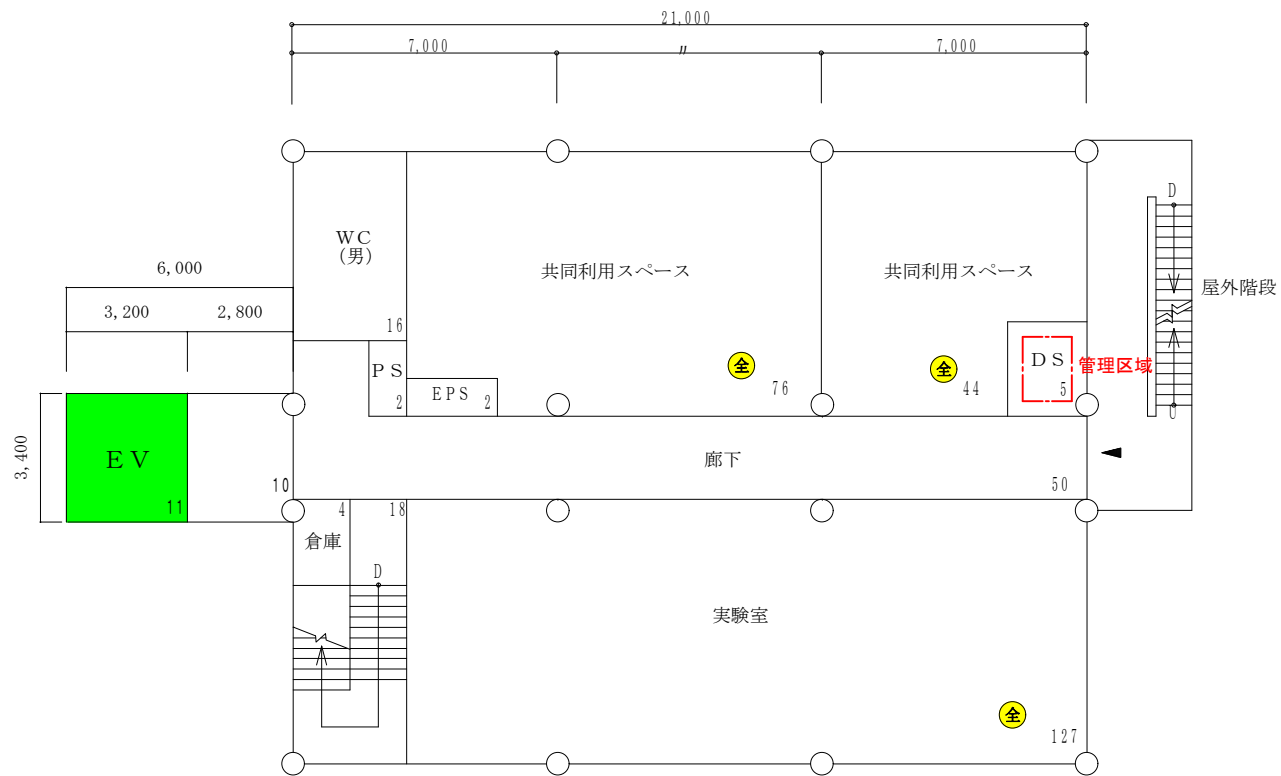 21,000
7,000
〃
7,000
WC
(男)
16
共同利用スペース
全
76
共同利用スペース
全
44
DS
5
管理区域
D
U
屋外階段
6,000
3,200
2,800
PS
2
EPS
2
3,400
EV
11
10
廊下
50
倉庫
4
18
D
実験室
全
127